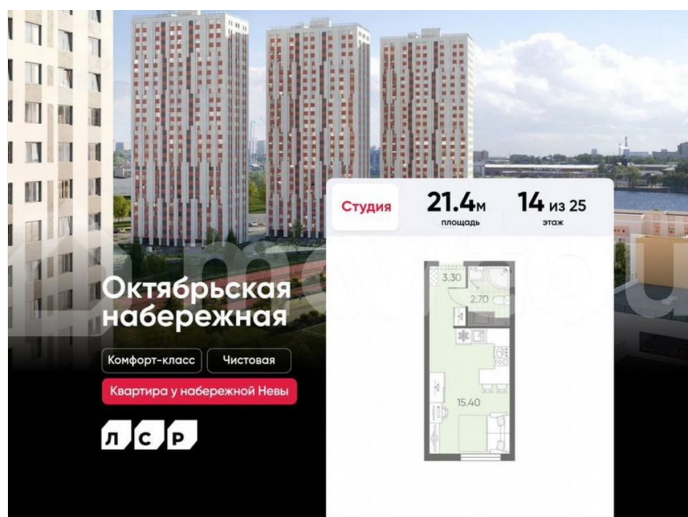 Студия
21.4м
площадь
14 из 25
этаж
Октябрьская
набережная
Комфорт-класс
Чистовая
Квартира у набережной Невы
ЛСР
3.30
2.70
15.40